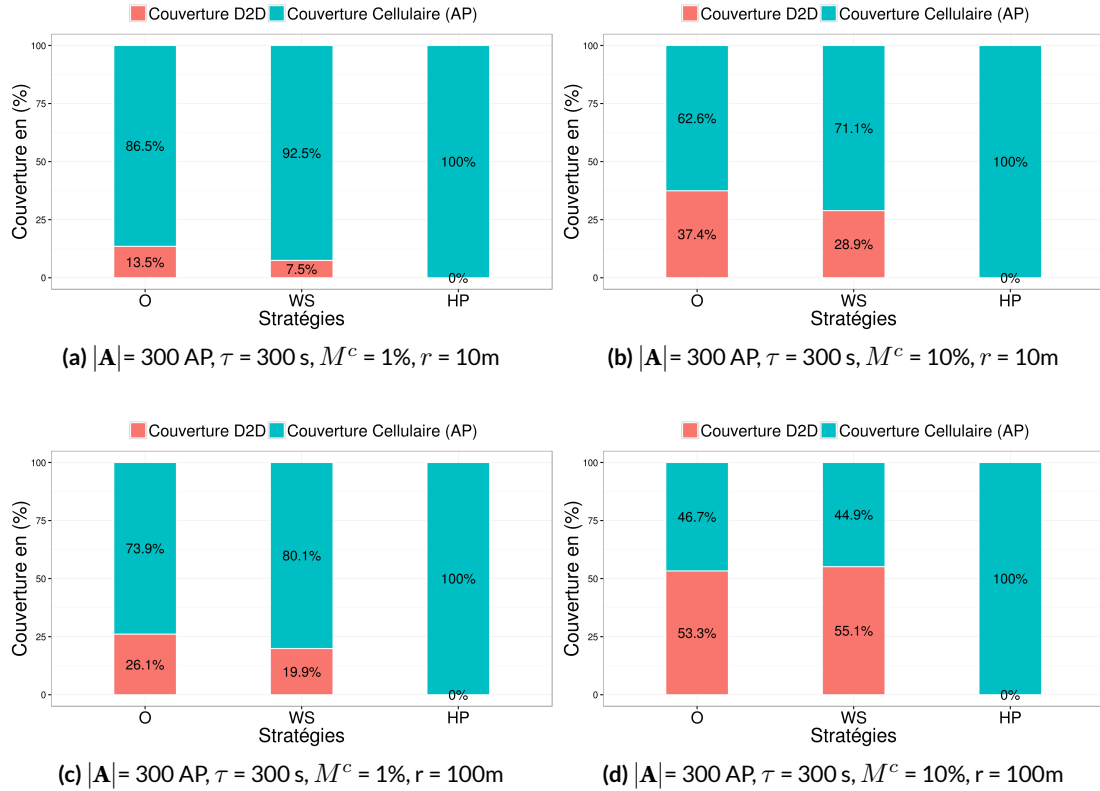 Couverture D2D Couverture Cellulaire (AP)
Couverture en (%)
100
75
50
25
0
86.5%
92.5%
100%
13.5%
7.5%
0%
O WS HP
Stratégies
(a) |A|= 300 AP, τ = 300 s, M^c = 1%, r = 10m
Couverture D2D Couverture Cellulaire (AP)
Couverture en (%)
100
75
50
25
0
62.6%
71.1%
100%
37.4%
28.9%
0%
O WS HP
Stratégies
(b) |A|= 300 AP, τ = 300 s, M^c = 10%, r = 10m
Couverture D2D Couverture Cellulaire (AP)
Couverture en (%)
100
75
50
25
0
73.9%
80.1%
100%
26.1%
19.9%
0%
O WS HP
Stratégies
(c) |A|= 300 AP, τ = 300 s, M^c = 1%, r = 100m
Couverture D2D Couverture Cellulaire (AP)
Couverture en (%)
100
75
50
25
0
46.7%
44.9%
100%
53.3%
55.1%
0%
O WS HP
Stratégies
(d) |A|= 300 AP, τ = 300 s, M^c = 10%, r = 100m